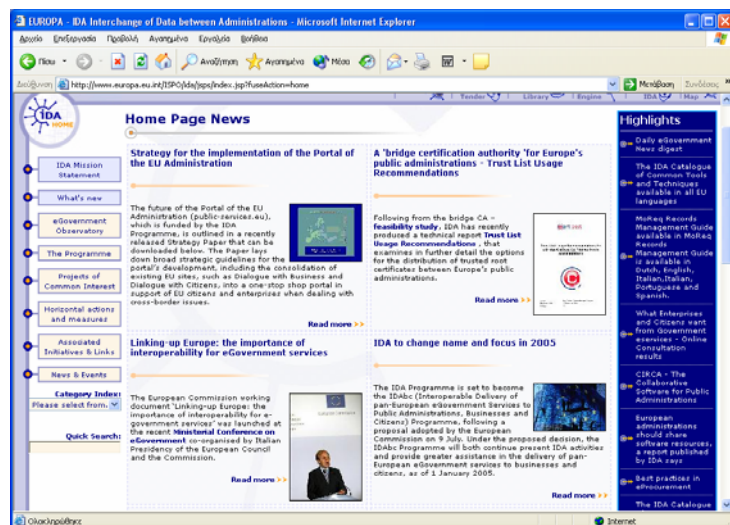 EUROPA - IDA Interchange of Data between Administrations - Microsoft Internet Explorer
Αρχείο Επεξεργασία Προβολή Αγαπημένα Εργαλεία Βοήθεια
Πίσω Αναζήτηση Αγαπημένα Μέσα
Διεύθυνση http://www.europa.eu.int/ISPO/ida/jsps/index.jsp?fuseAction=home Μετάβαση Συνδέσεις
Tender Library Engine IDA Map
IDA
HOME
IDA Mission
Statement
What's new
eGovernment
Observatory
The Programme
Projects of
Common Interest
Horizontal actions
and measures
Associated
Initiatives & Links
News & Events
Category Index:
Please select from.
Quick Search:
Home Page News
Strategy for the implementation of the Portal of
the EU Administration
The future of the Portal of the EU
Administration (public-services.eu),
which is funded by the IDA
Programme, is outlined in a recently
released Strategy Paper that can be
downloaded below. The Paper lays
down broad strategic guidelines for the
portal's development, including the consolidation of
existing EU sites, such as Dialogue with Business and
Dialogue with Citizens, into a one-stop shop portal in
support of EU citizens and enterprises when dealing with
cross-border issues.
Read more >>
A 'bridge certification authority 'for Europe's
public administrations - Trust List Usage
Recommendations
Following from the bridge CA -
feasibility study, IDA has recently
produced a technical report Trust List
Usage Recommendations , that
examines in further detail the options
for the distribution of trusted root
certificates between Europe's public
administrations.
Read more >>
Linking-up Europe: the importance of
interoperability for eGovernment services
The European Commission working
document 'Linking-up Europe: the
importance of interoperability for e-
government services' was launched at
the recent Ministerial Conference on
eGovernment co-organised by Italian
Presidency of the European Council
and the Commission.
Read more >>
IDA to change name and focus in 2005
The IDA Programme is set to become
the IDAbc (Interoperable Delivery of
pan-European eGovernment Services to
Public Administrations, Businesses and
Citizens) Programme, following a
proposal adopted by the European
Commission on 9 July. Under the proposed decision, the
IDAbc Programme will both continue present IDA activities
and provide greater assistance in the delivery of pan-
European eGovernment services to businesses and
citizens, as of 1 January 2005.
Read more >>
Highlights
Daily eGovernment
News digest
The IDA Catalogue
of Common Tools
and Techniques
available in all EU
languages
MoReq Records
Management Guide
available in MoReq
Records
Management Guide
is available in
Dutch, English,
Italian,Italian,
Portuguese and
Spanish.
What Enterprises
and Citizens want
from Government
eservices - Online
Consultation
results
CIRCA - The
Collaborative
Software for Public
Administrations
European
administrations
should share
software resources,
a report published
by IDA says
Best practices in
eProcurement
The IDA Catalogue
Ολοκληρώθηκε Internet